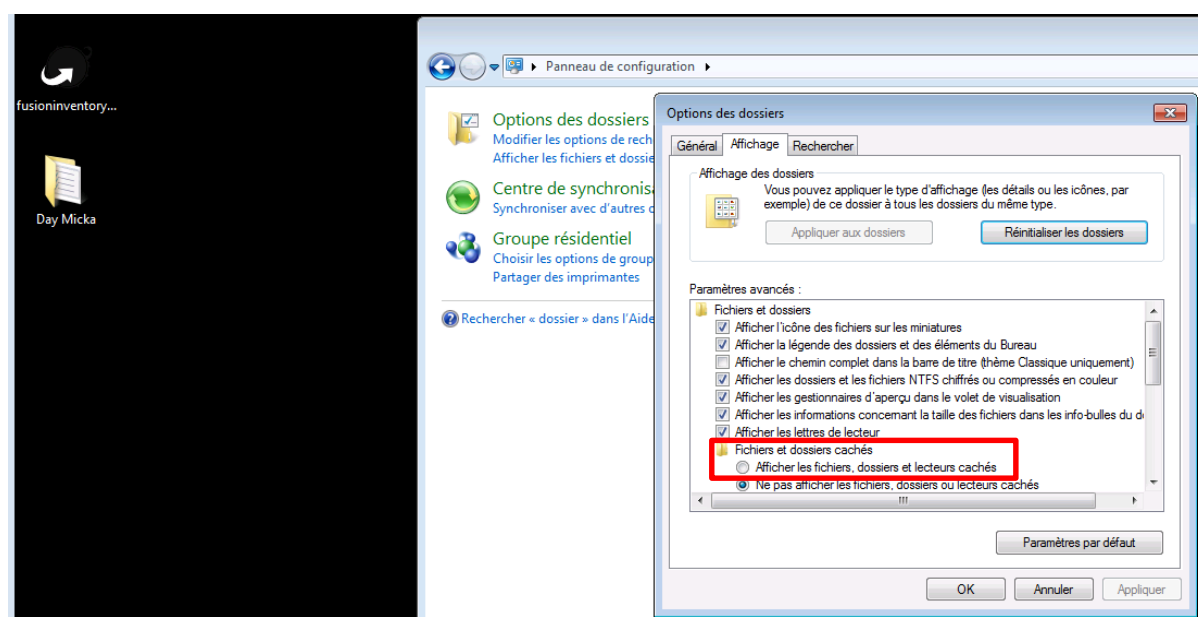 fusioninventory...
Day Micka
Panneau de configuration
Options des dossiers
Modifier les options de rech
Afficher les fichiers et dossie
Centre de synchronisa
Synchroniser avec d'autres o
Groupe résidentiel
Choisir les options de group
Partager des imprimantes
Rechercher « dossier » dans l'Aide
Options des dossiers
Général Affichage Rechercher
Affichage des dossiers
Vous pouvez appliquer le type d'affichage (les détails ou les icônes, par
exemple) de ce dossier à tous les dossiers du même type.
Appliquer aux dossiers Réinitialiser les dossiers
Paramètres avancés :
Fichiers et dossiers
Afficher l'icône des fichiers sur les miniatures
Afficher la légende des dossiers et des éléments du Bureau
Afficher le chemin complet dans la barre de titre (thème Classique uniquement)
Afficher les dossiers et les fichiers NTFS chiffrés ou compressés en couleur
Afficher les gestionnaires d'aperçu dans le volet de visualisation
Afficher les informations concernant la taille des fichiers dans les info-bulles du d
Afficher les lettres de lecteur
Fichiers et dossiers cachés
Afficher les fichiers, dossiers et lecteurs cachés
Ne pas afficher les fichiers, dossiers ou lecteurs cachés
Paramètres par défaut
OK Annuler Appliquer